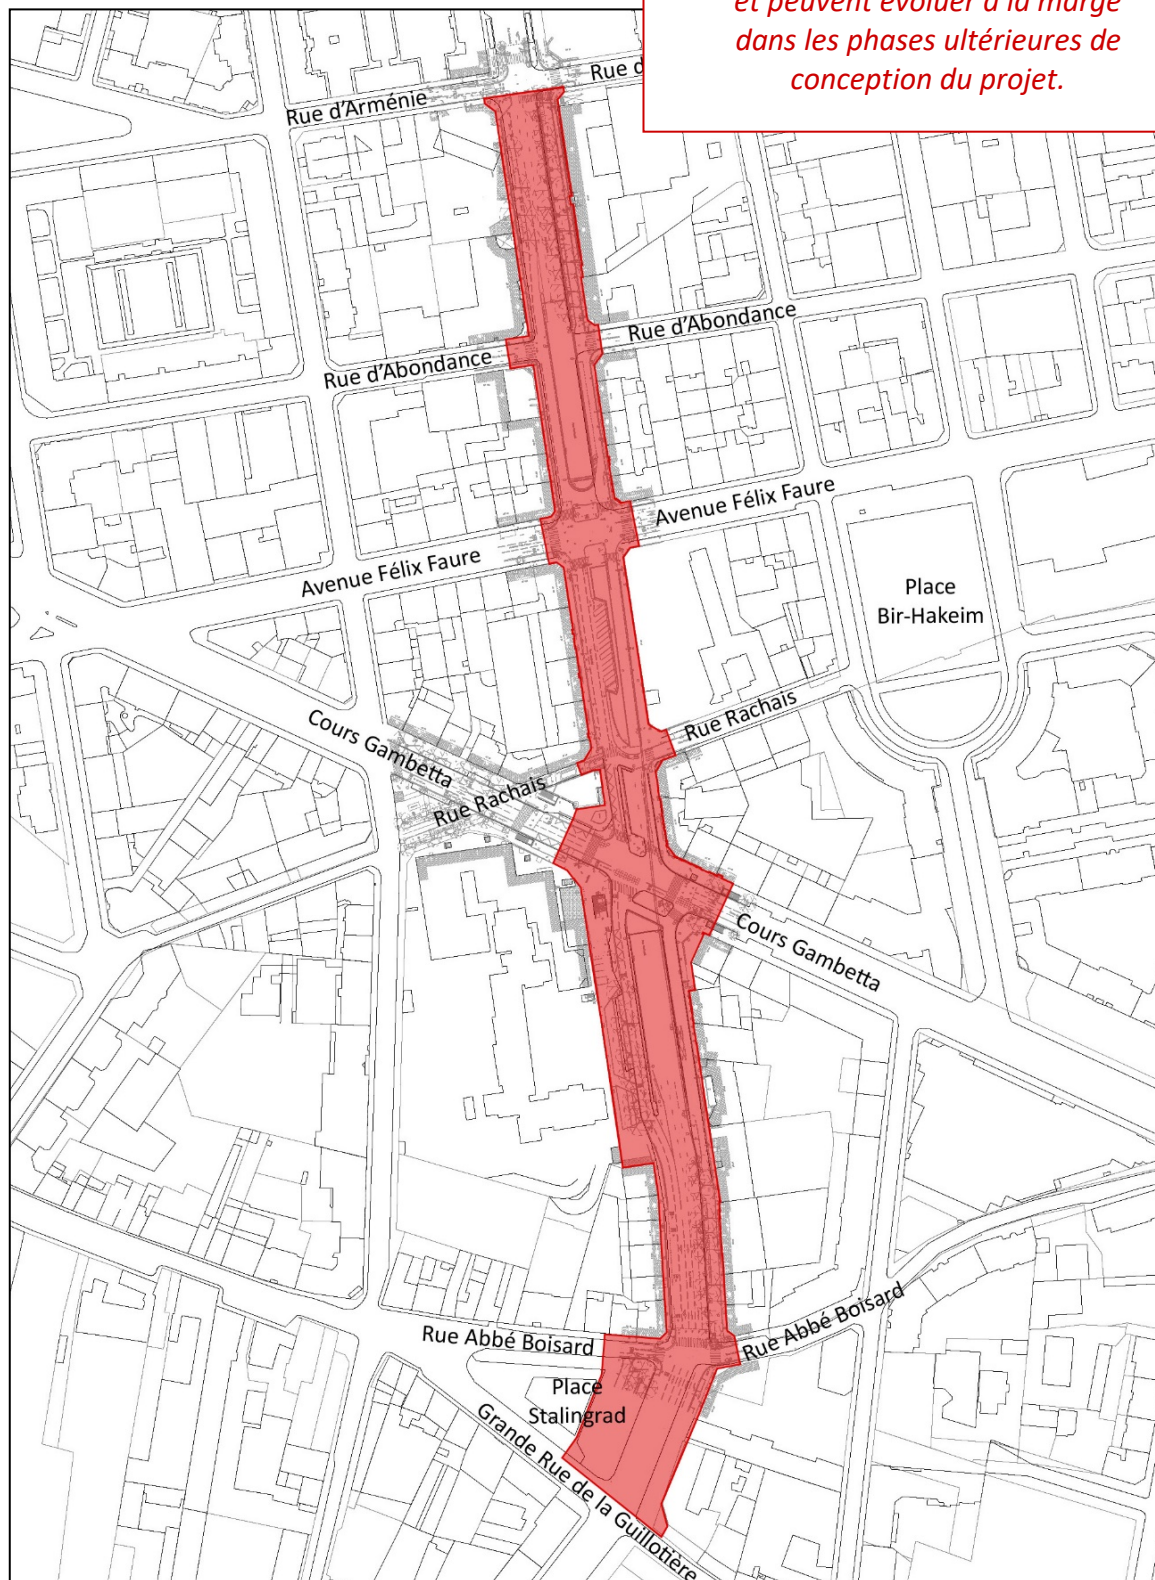 et peuvent évoluer à la marge
dans les phases ultérieures de
conception du projet.
Rue d'Arménie
Rue d'Abondance
Rue d'Abondance
Avenue Félix Faure
Avenue Félix Faure
Place
Bir-Hakeim
Rue Rachais
Cours Gambetta
Rue Rachais
Cours Gambetta
Rue Abbé Boisard
Rue Abbé Boisard
Place
Stalingrad
Grande Rue de la Guillotière